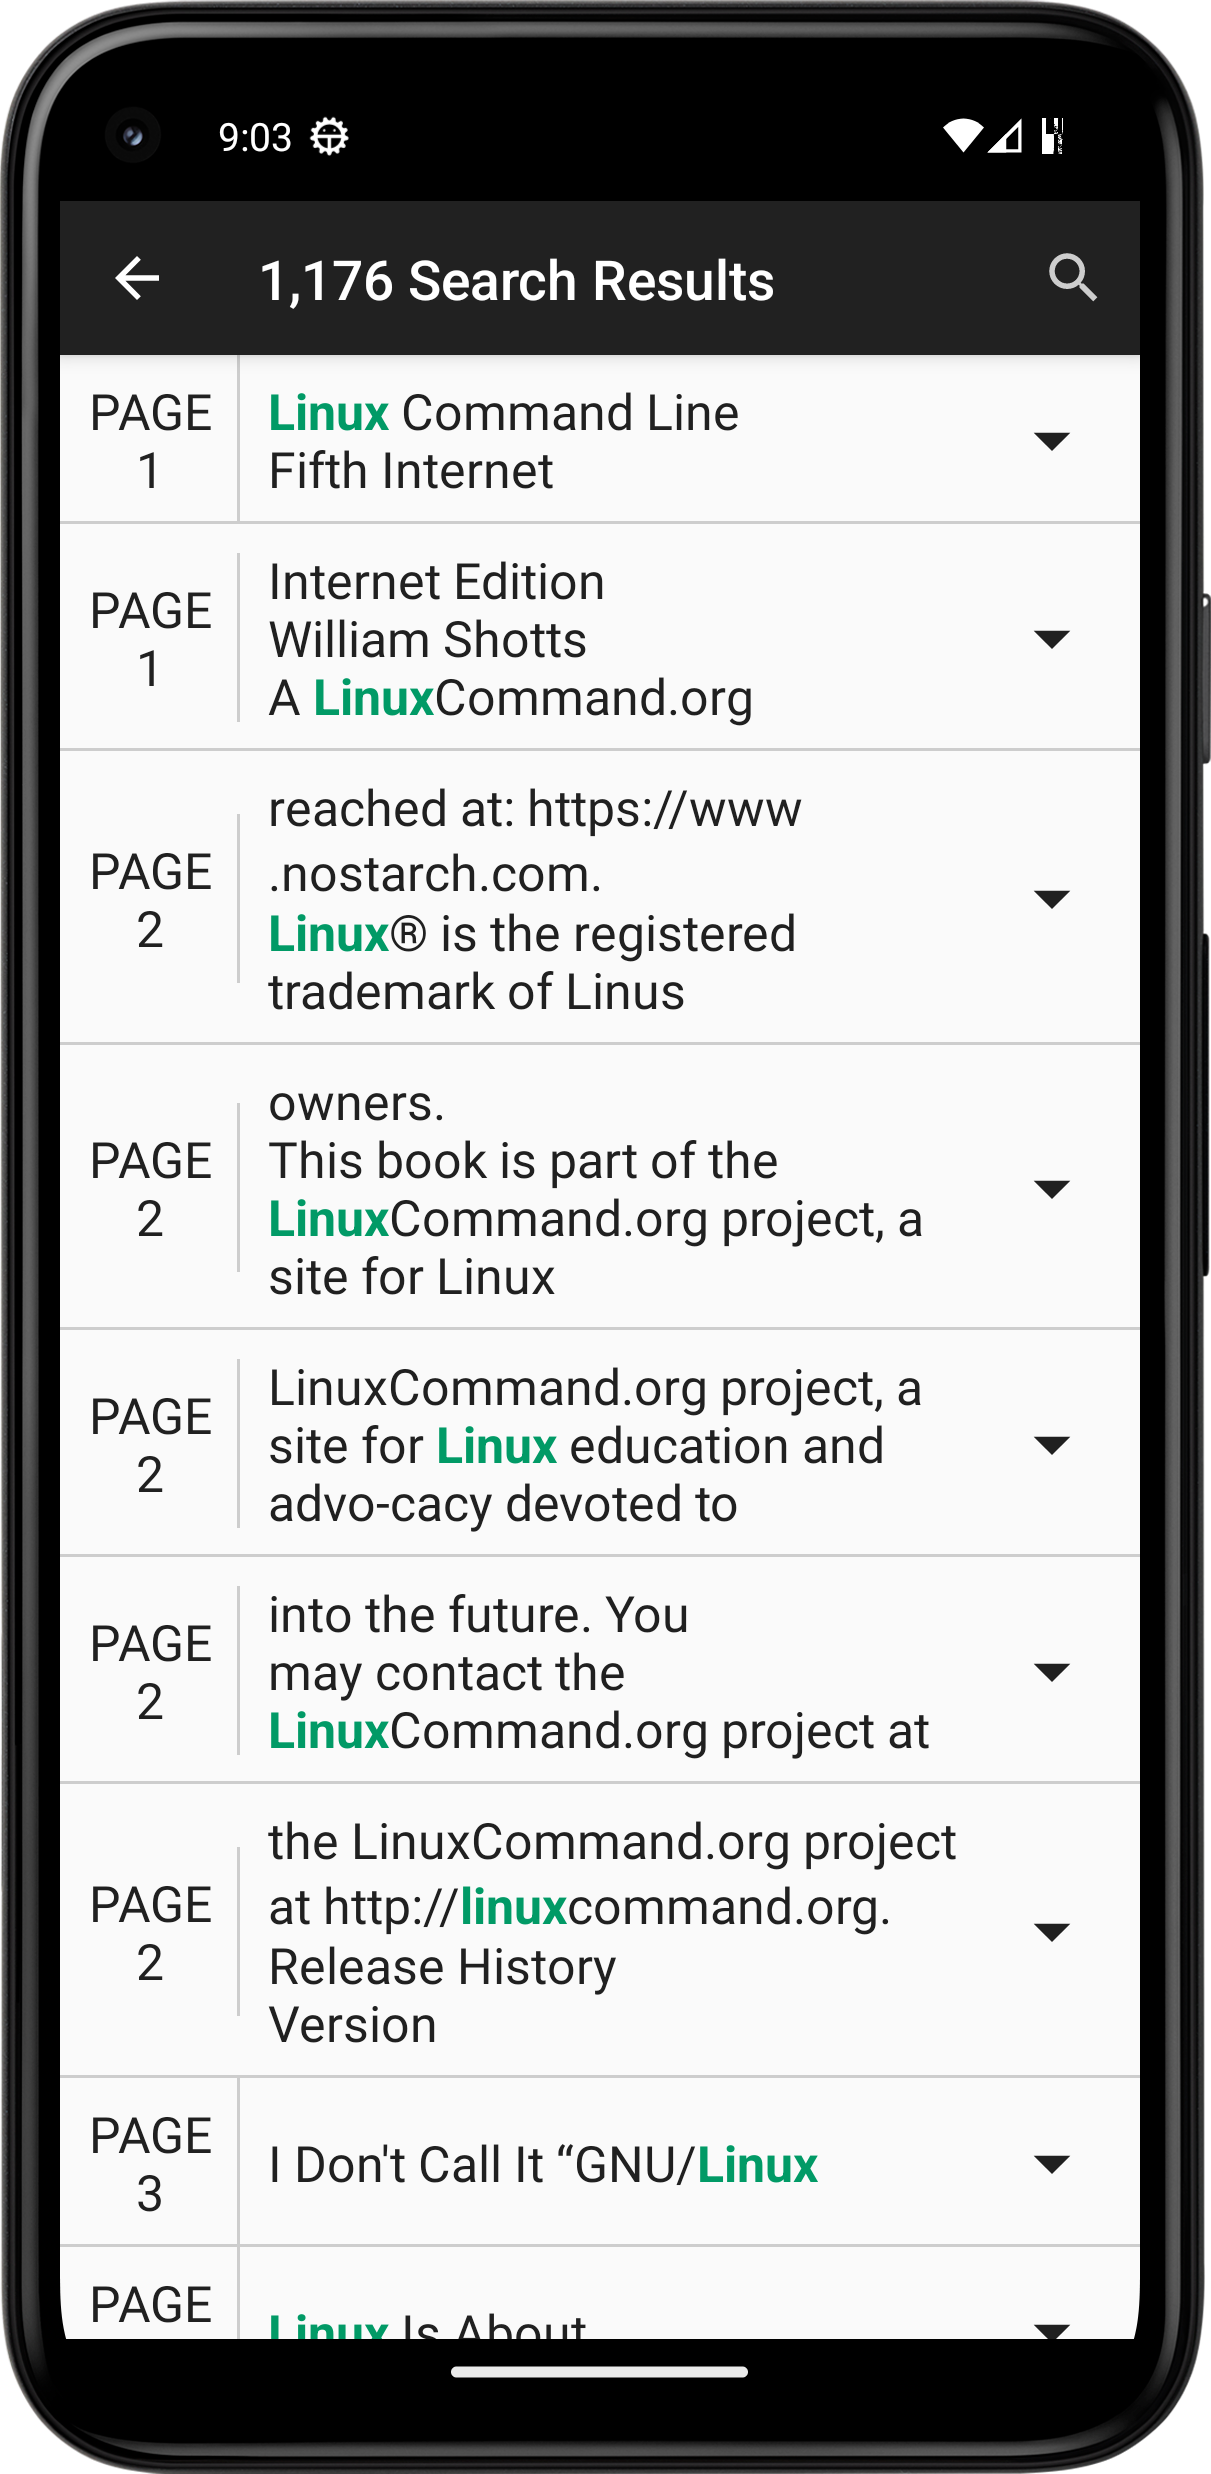 9:03
1,176 Search Results
PAGE
1
Linux Command Line
Fifth Internet
PAGE
1
Internet Edition
William Shotts
A LinuxCommand.org
PAGE
2
reached at: https://www
.nostarch.com.
Linux® is the registered
trademark of Linus
PAGE
2
owners.
This book is part of the
LinuxCommand.org project, a
site for Linux
PAGE
2
LinuxCommand.org project, a
site for Linux education and
advo-cacy devoted to
PAGE
2
into the future. You
may contact the
LinuxCommand.org project at
PAGE
2
the LinuxCommand.org project
at http://linuxcommand.org.
Release History
Version
PAGE
3
I Don't Call It “GNU/Linux
PAGE
Linux Is About